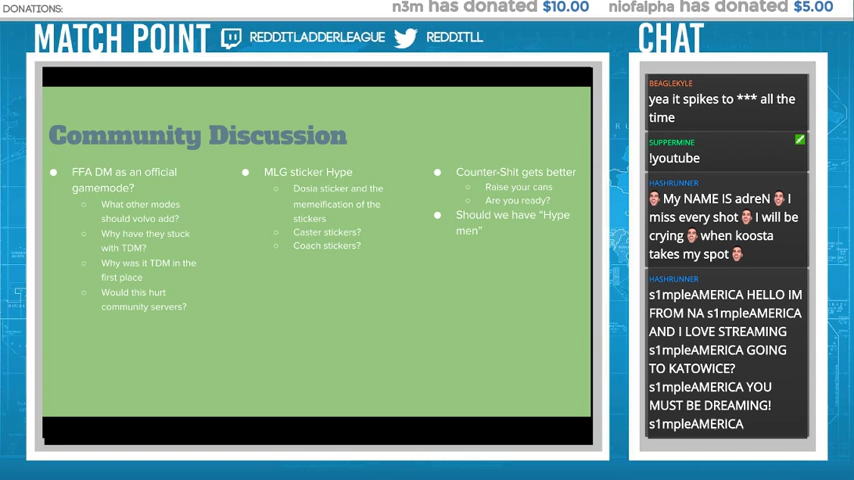 DONATIONS:
n3m has donated $10.00 niofalpha has donated $5.00
MATCH POINT REDDITLADDERLEAGUE REDDITLL
CHAT
Community Discussion
FFA DM as an official
gamemode?
What other modes
should volvo add?
Why have they stuck
with TDM?
Why was it TDM in the
first place
Would this hurt
community servers?
MLG sticker Hype
Dosia sticker and the
memeification of the
stickers
Caster stickers?
Coach stickers?
Counter-Shit gets better
Raise your cans
Are you ready?
Should we have "Hype
men"
BEAGLEKYLE
yea it spikes to *** all the
time
SUPPERMINE
!youtube
HASHRUNNER
My NAME IS adreN I
miss every shot I will be
crying when koosta
takes my spot
HASHRUNNER
s1mpleAMERICA HELLO IM
FROM NA s1mpleAMERICA
AND I LOVE STREAMING
s1mpleAMERICA GOING
TO KATOWICE?
s1mpleAMERICA YOU
MUST BE DREAMING!
s1mpleAMERICA